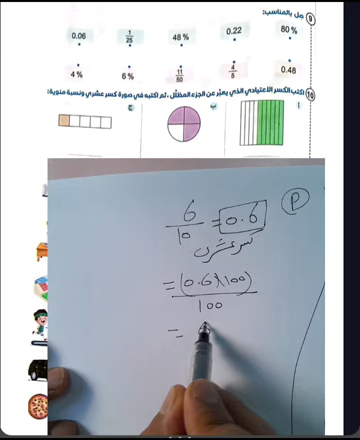 9 صل بالمناسب:
80 % 0.22 48 % 1/25 0.06
0.48 4/5 11/50 6 % 4 %
10 اكتب الكسر الاعتيادي الذي يعبّر عن الجزء المظلل، ثم اكتبه في صورة كسر عشري ونسبة مئوية:
أ ب ج
6/10 = 0.6
كسر عشرى
= (0.6 × 100)/100
=